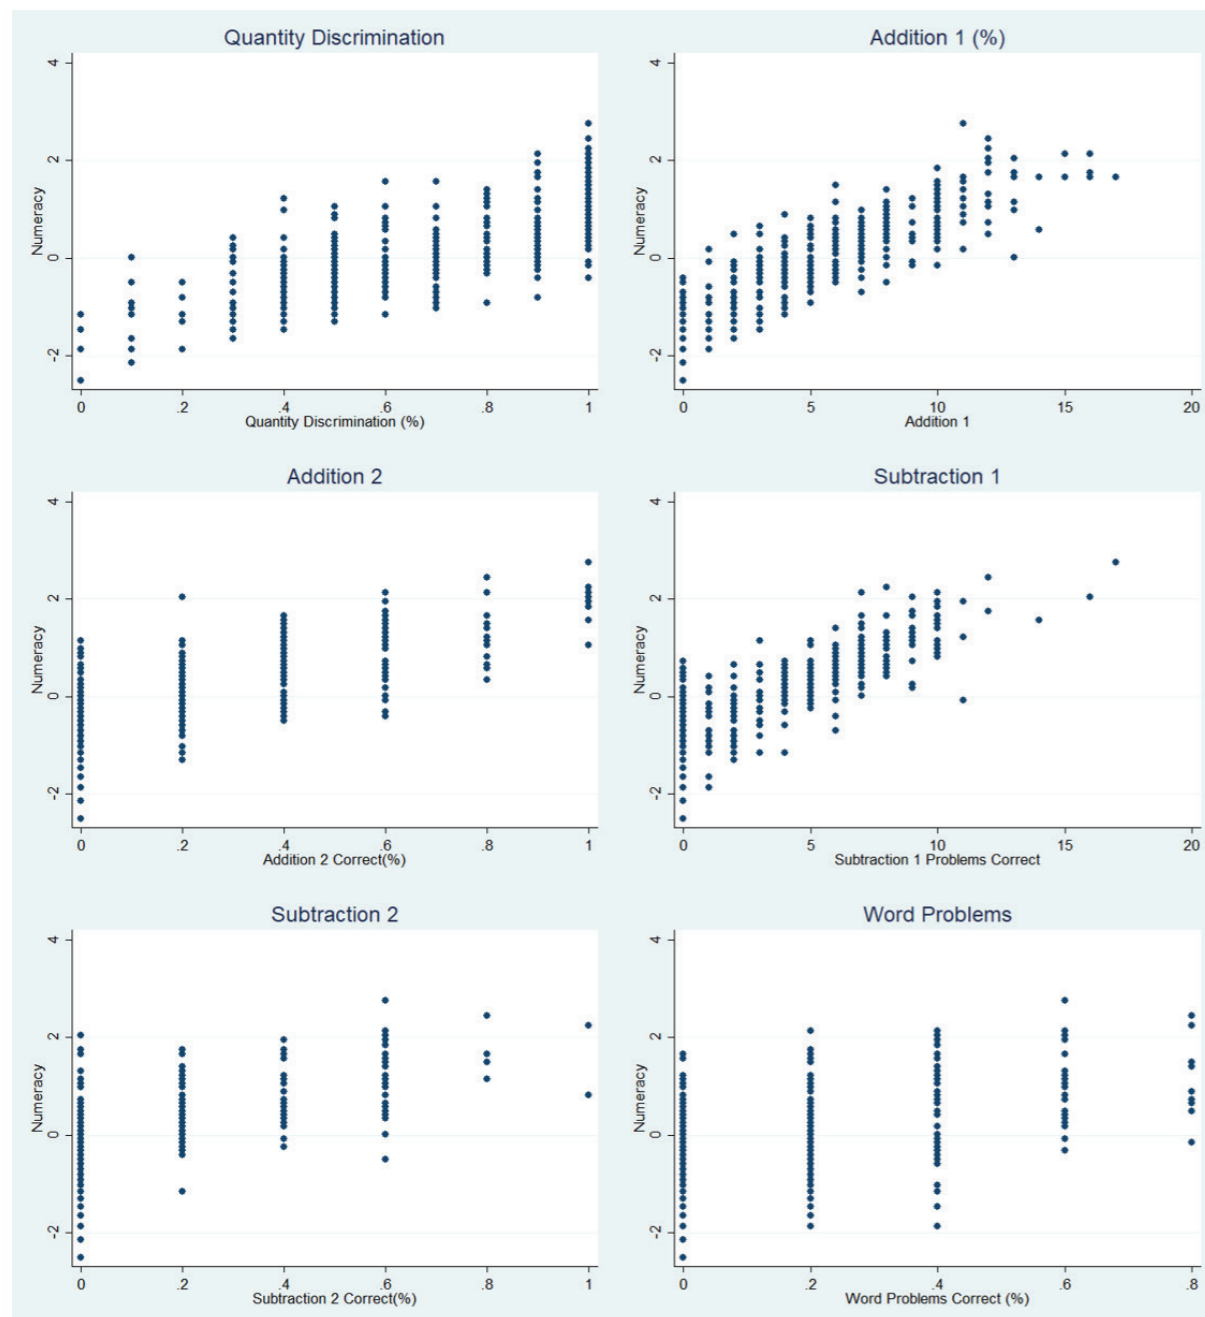 Quantity Discrimination
4
2
0
-2
Numeracy
0 .2 .4 .6 .8 1
Quantity Discrimination (%)
Addition 1 (%)
4
2
0
-2
Numeracy
0 5 10 15 20
Addition 1
Addition 2
4
2
0
-2
Numeracy
0 .2 .4 .6 .8 1
Addition 2 Correct(%)
Subtraction 1
4
2
0
-2
Numeracy
0 5 10 15 20
Subtraction 1 Problems Correct
Subtraction 2
4
2
0
-2
Numeracy
0 .2 .4 .6 .8 1
Subtraction 2 Correct(%)
Word Problems
4
2
0
-2
Numeracy
0 .2 .4 .6 .8
Word Problems Correct (%)